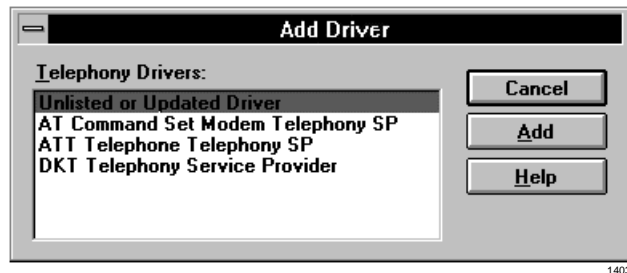 Add Driver
Telephony Drivers:
Unlisted or Updated Driver
AT Command Set Modem Telephony SP
ATT Telephone Telephony SP
DKT Telephony Service Provider
Cancel
Add
Help